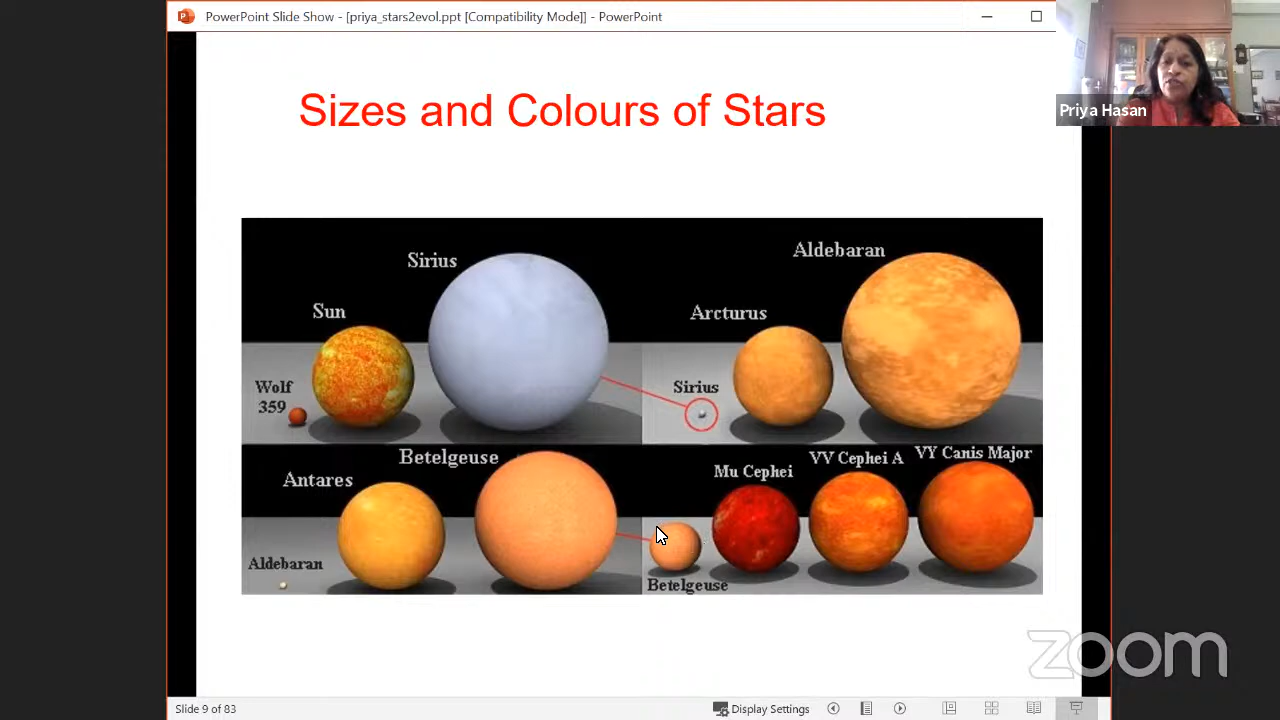 PowerPoint Slide Show - [priya_stars2evol.ppt [Compatibility Mode]] - PowerPoint
Priya Hasan
Sizes and Colours of Stars
Sirius
Sun
Wolf
359
Aldebaran
Arcturus
Sirius
Betelgeuse
Antares
Aldebaran
Mu Cephei
VV Cephei A
VY Canis Major
Betelgeuse
zoom
Slide 9 of 83
Display Settings